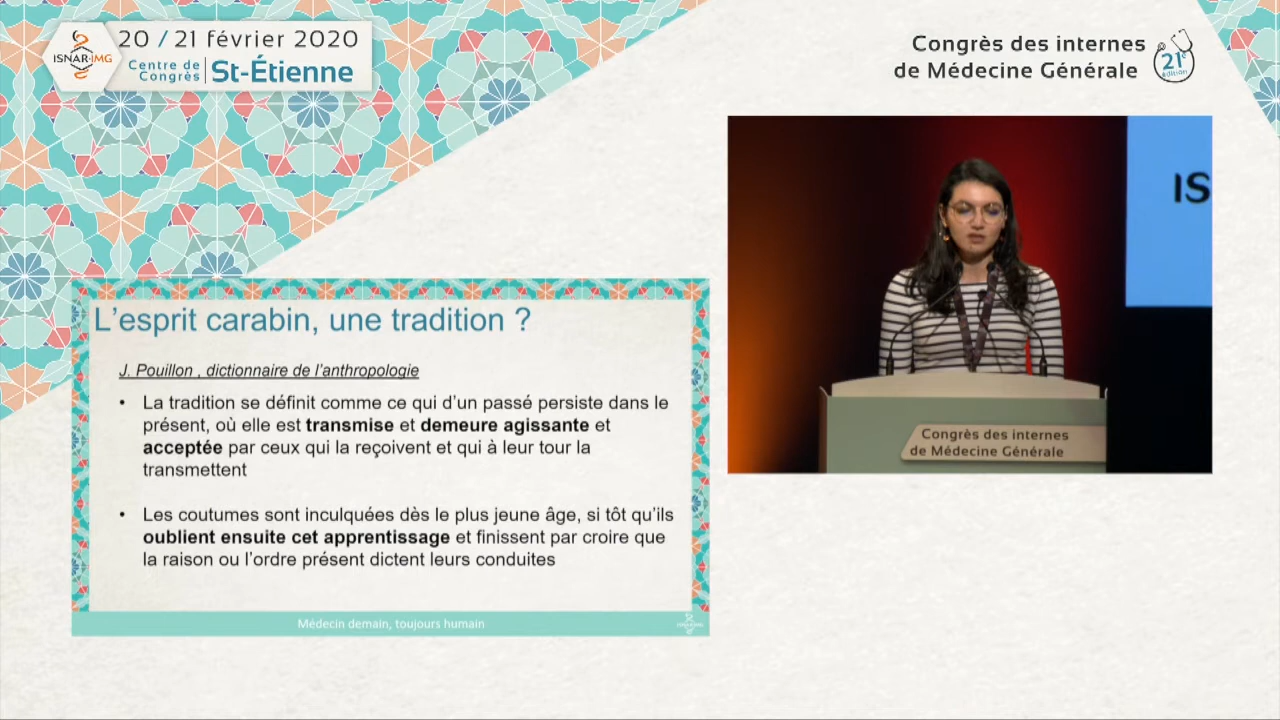 20 / 21 février 2020
ISNAR-IMG
Centre de
Congrès
St-Étienne
Congrès des internes
de Médecine Générale
21e
édition
IS
L'esprit carabin, une tradition ?
J. Pouillon , dictionnaire de l'anthropologie
• La tradition se définit comme ce qui d'un passé persiste dans le
présent, où elle est transmise et demeure agissante et
acceptée par ceux qui la reçoivent et qui à leur tour la
transmettent
• Les coutumes sont inculquées dès le plus jeune âge, si tôt qu'ils
oublient ensuite cet apprentissage et finissent par croire que
la raison ou l'ordre présent dictent leurs conduites
Médecin demain, toujours humain
ISNAR-IMG
Congrès des internes
de Médecine Générale